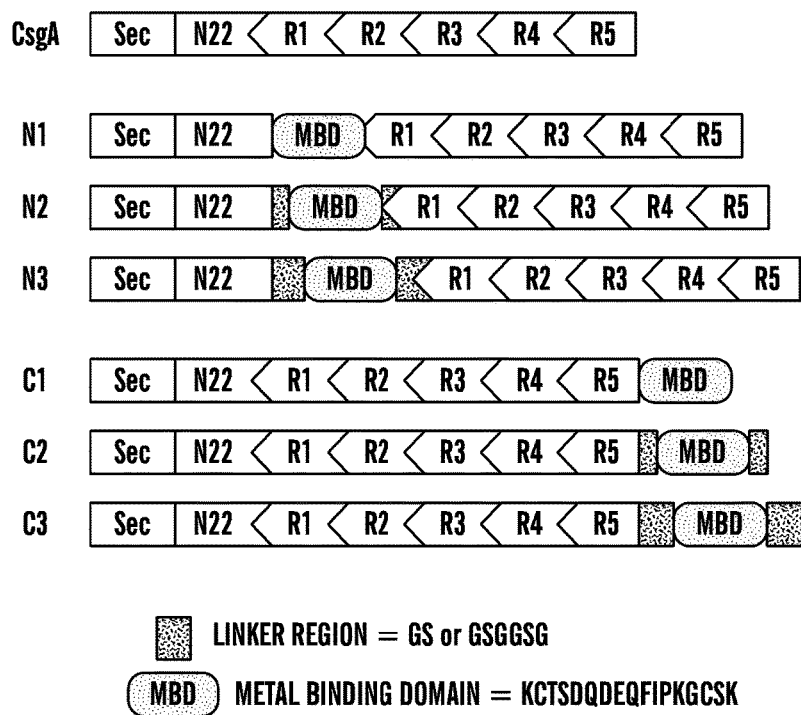 CsgA Sec N22 R1 R2 R3 R4 R5
N1 Sec N22 MBD R1 R2 R3 R4 R5
N2 Sec N22 MBD R1 R2 R3 R4 R5
N3 Sec N22 MBD R1 R2 R3 R4 R5
C1 Sec N22 R1 R2 R3 R4 R5 MBD
C2 Sec N22 R1 R2 R3 R4 R5 MBD
C3 Sec N22 R1 R2 R3 R4 R5 MBD
LINKER REGION = GS or GSGGSG
MBD METAL BINDING DOMAIN = KCTSDQDEQFIPKGCSK